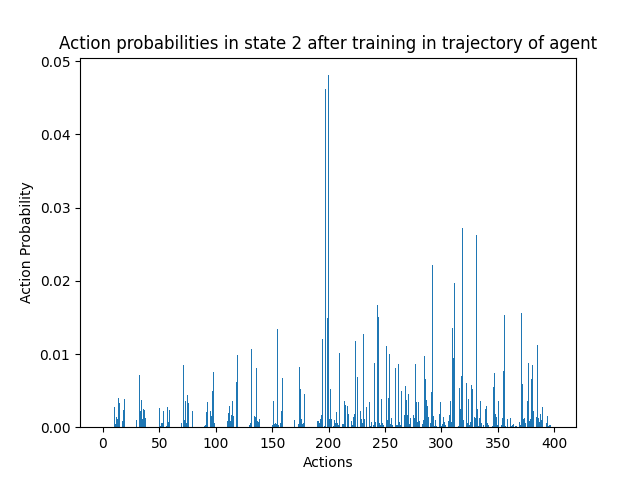 Action probabilities in state 2 after training in trajectory of agent
0.05
0.04
0.03
0.02
0.01
0.00
Action Probability
0 50 100 150 200 250 300 350 400
Actions